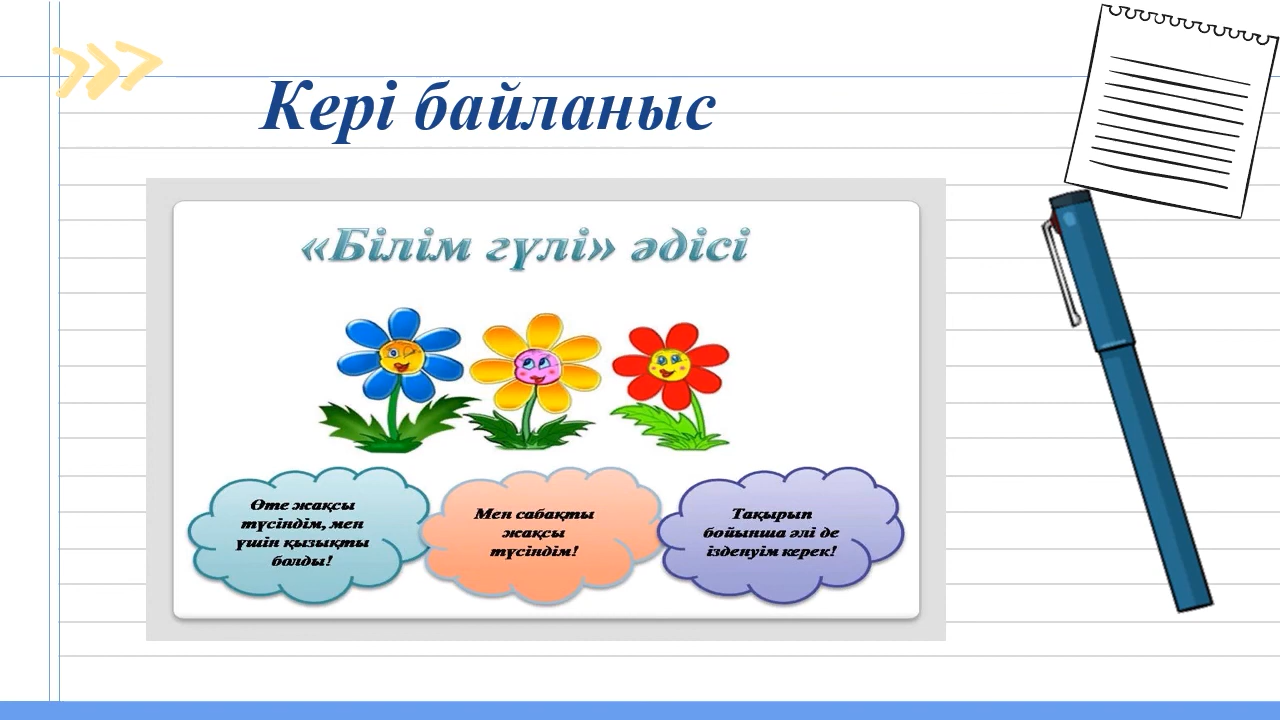 Кері байланыс
«Білім гүлі» әдісі
Өте жақсы
түсіндім, мен
үшін қызықты
болды!
Мен сабақты
жақсы
түсіндім!
Тақырып
бойынша әлі де
ізденуім керек!